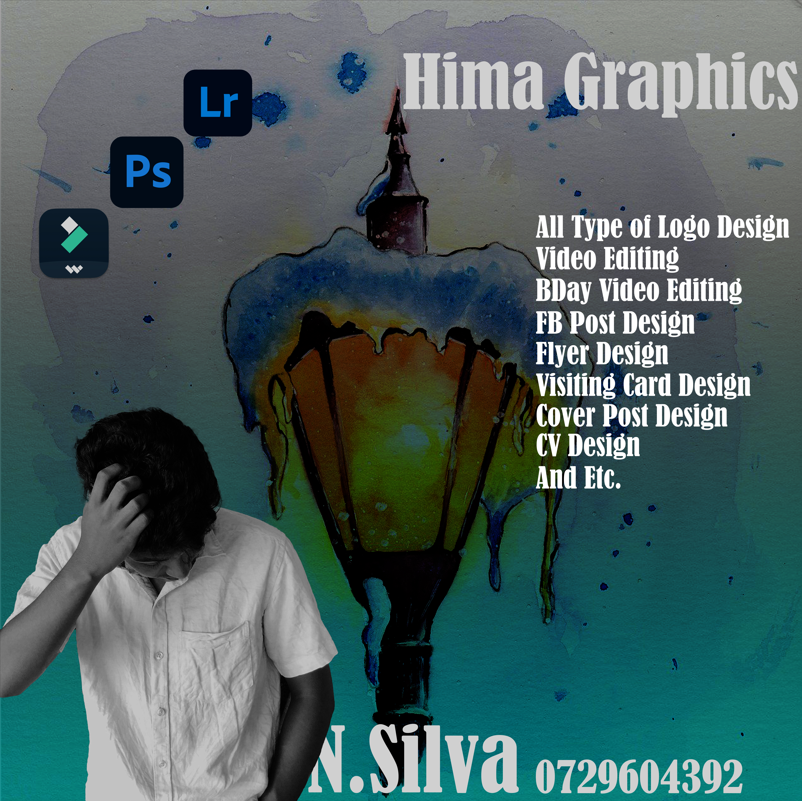 Hima Graphics
Lr
Ps
All Type of Logo Design
Video Editing
BDay Video Editing
FB Post Design
Flyer Design
Visiting Card Design
Cover Post Design
CV Design
And Etc.
N.Silva
0729604392